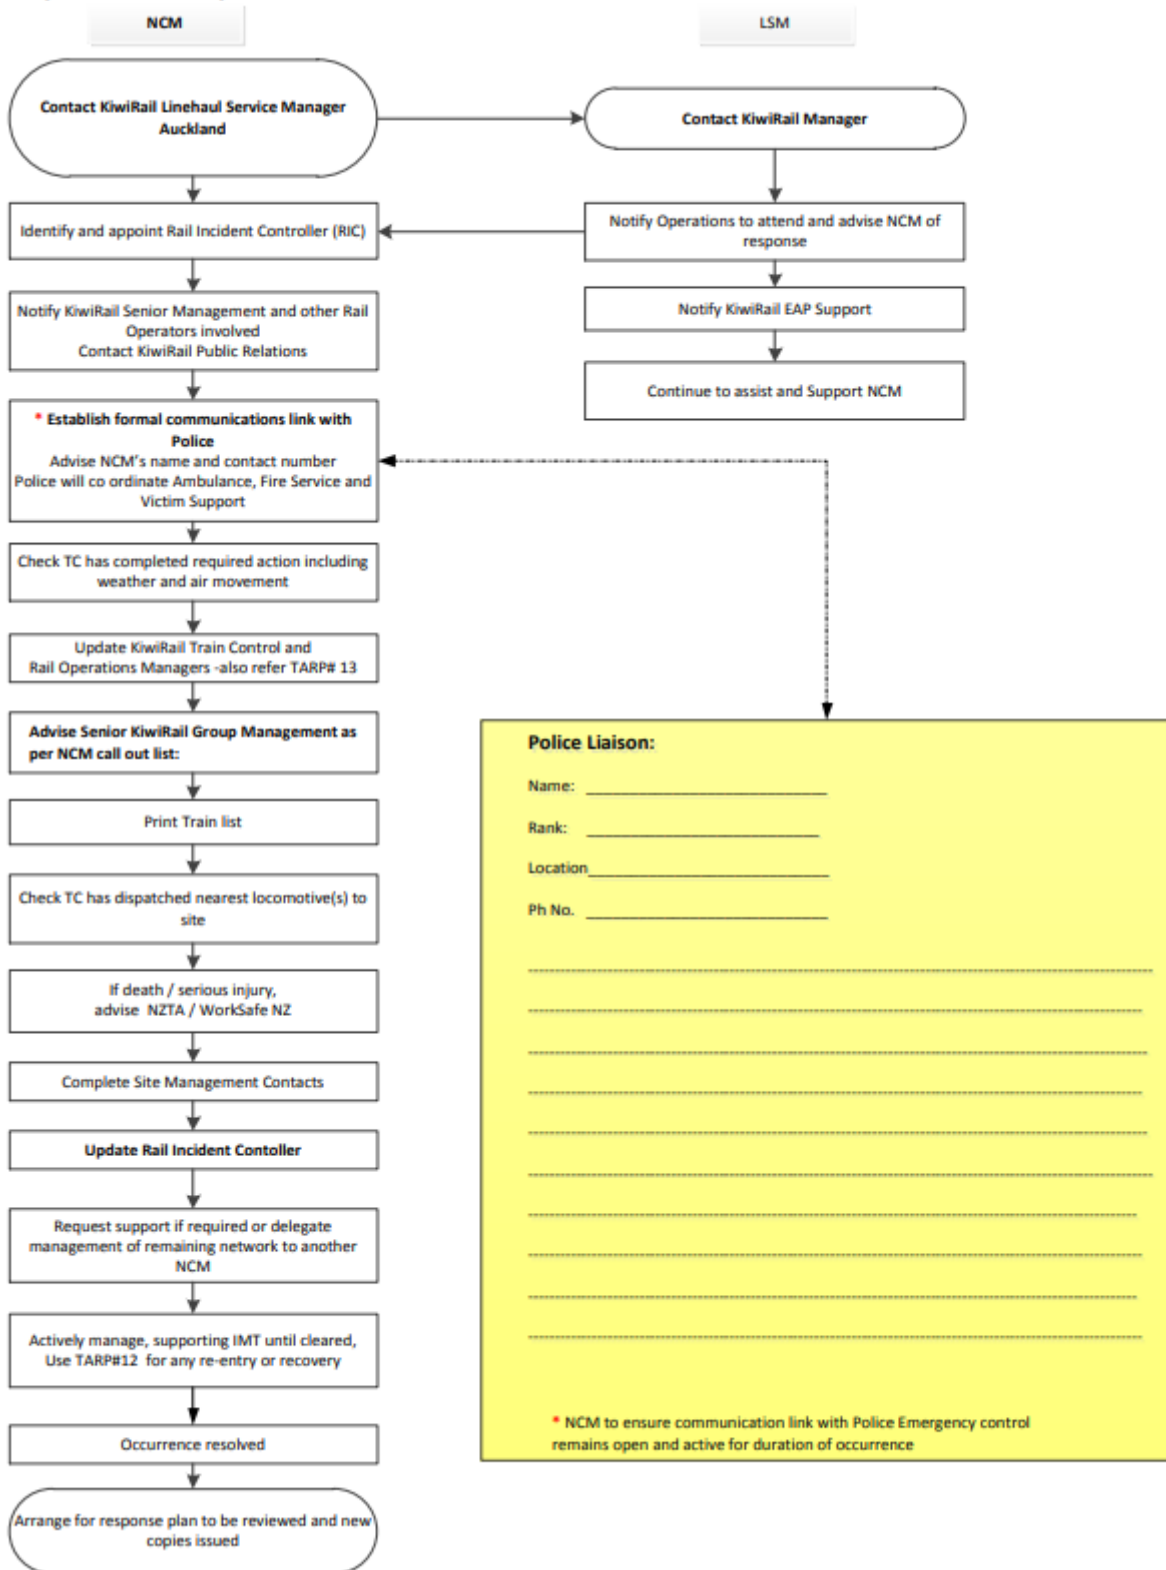 NCM
LSM
Contact KiwiRail Linehaul Service Manager
Auckland
Contact KiwiRail Manager
Identify and appoint Rail Incident Controller (RIC)
Notify Operations to attend and advise NCM of
response
Notify KiwiRail Senior Management and other Rail
Operators involved
Contact KiwiRail Public Relations
Notify KiwiRail EAP Support
Continue to assist and Support NCM
* Establish formal communications link with
Police
Advise NCM's name and contact number
Police will co ordinate Ambulance, Fire Service and
Victim Support
Check TC has completed required action including
weather and air movement
Update KiwiRail Train Control and
Rail Operations Managers -also refer TARP# 13
Advise Senior KiwiRail Group Management as
per NCM call out list:
Print Train list
Check TC has dispatched nearest locomotive(s) to
site
If death / serious injury,
advise NZTA / WorkSafe NZ
Complete Site Management Contacts
Update Rail Incident Contoller
Request support if required or delegate
management of remaining network to another
NCM
Actively manage, supporting IMT until cleared,
Use TARP#12 for any re-entry or recovery
Occurrence resolved
Arrange for response plan to be reviewed and new
copies issued
Police Liaison:
Name:
Rank:
Location
Ph No.
* NCM to ensure communication link with Police Emergency control
remains open and active for duration of occurrence